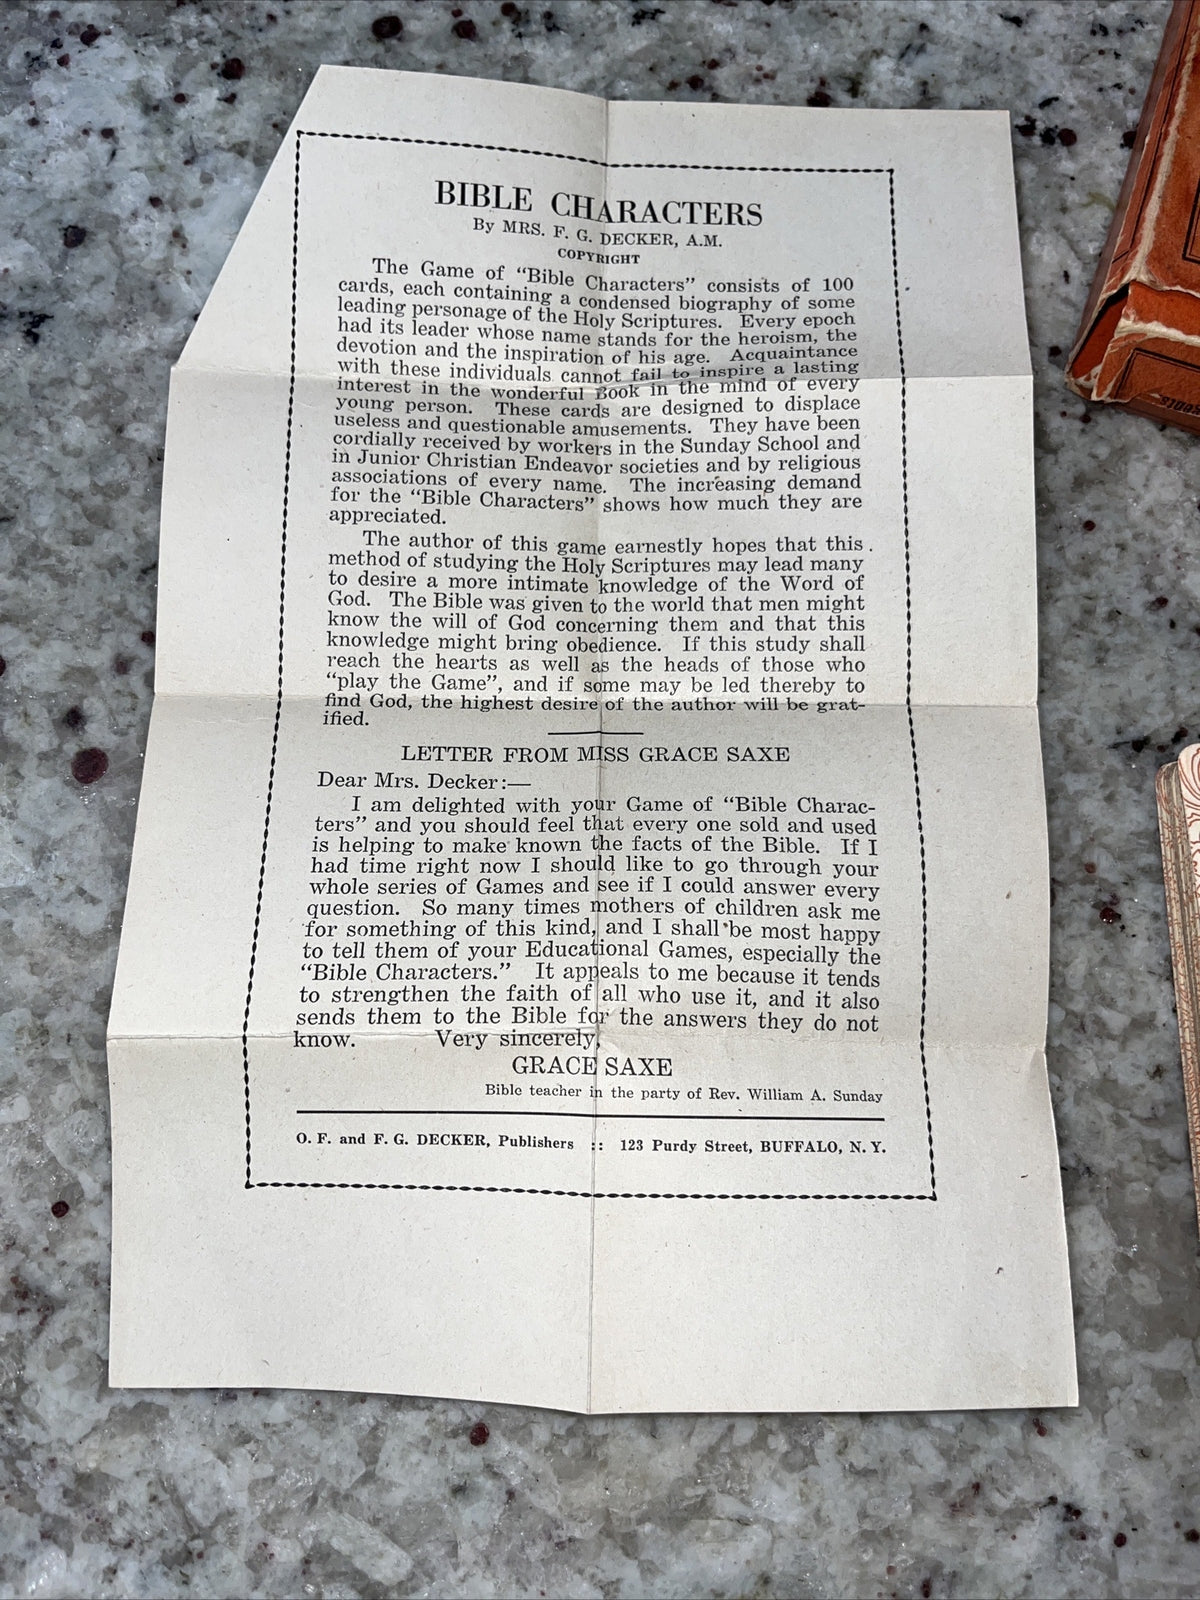 BIBLE CHARACTERS
By MRS. F. G. DECKER, A.M.
COPYRIGHT
The Game of "Bible Characters" consists of 100
cards, each containing a condensed biography of some
leading personage of the Holy Scriptures. Every epoch
had its leader whose name stands for the heroism, the
devotion and the inspiration of his age. Acquaintance
with these individuals cannot fail to inspire a lasting
interest in the wonderful Book in the mind of every
young person. These cards are designed to displace
useless and questionable amusements. They have been
cordially received by workers in the Sunday School and
in Junior Christian Endeavor societies and by religious
associations of every name. The increasing demand
for the "Bible Characters" shows how much they are
appreciated.
The author of this game earnestly hopes that this
method of studying the Holy Scriptures may lead many
to desire a more intimate knowledge of the Word of
God. The Bible was given to the world that men might
know the will of God concerning them and that this
knowledge might bring obedience. If this study shall
reach the hearts as well as the heads of those who
"play the Game", and if some may be led thereby to
find God, the highest desire of the author will be grat-
ified.
LETTER FROM MISS GRACE SAXE
Dear Mrs. Decker:—
I am delighted with your Game of "Bible Charac-
ters" and you should feel that every one sold and used
is helping to make known the facts of the Bible. If I
had time right now I should like to go through your
whole series of Games and see if I could answer every
question. So many times mothers of children ask me
for something of this kind, and I shall be most happy
to tell them of your Educational Games, especially the
"Bible Characters." It appeals to me because it tends
to strengthen the faith of all who use it, and it also
sends them to the Bible for the answers they do not
know. Very sincerely,
GRACE SAXE
Bible teacher in the party of Rev. William A. Sunday
O. F. and F. G. DECKER, Publishers :: 123 Purdy Street, BUFFALO, N. Y.